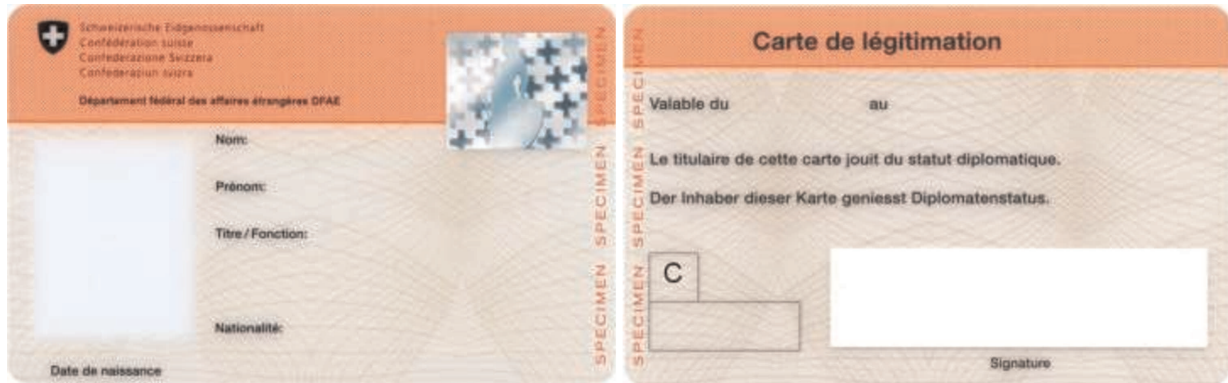 Schweizerische Eidgenossenschaft
Confédération suisse
Confederazione Svizzera
Confederaziun svizra
Département fédéral des affaires étrangères DFAE
Nom:
Prénom:
Titre/Fonction:
Nationalité:
Date de naissance
SPECIMEN SPECIMEN SPECIMEN
SPECIMEN SPECIMEN SPECIMEN
Carte de légitimation
Valable du au
Le titulaire de cette carte jouit du statut diplomatique.
Der Inhaber dieser Karte geniesst Diplomatenstatus.
C
Signature